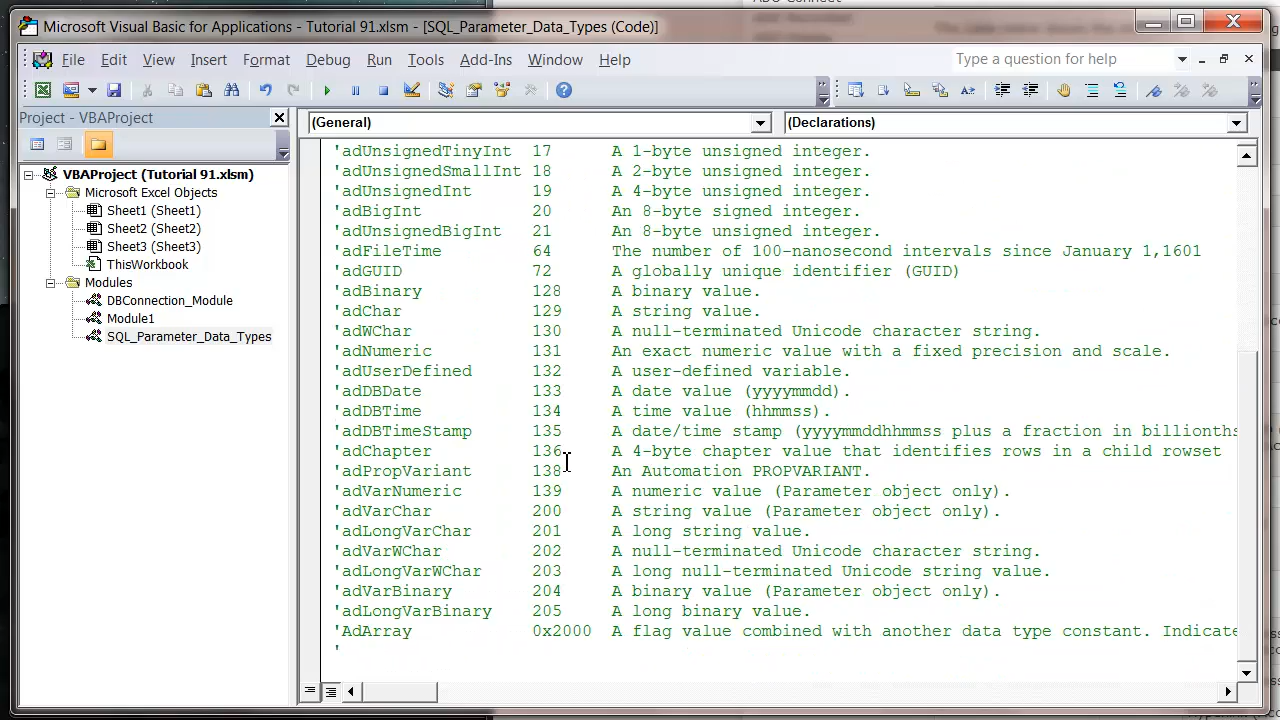 Microsoft Visual Basic for Applications - Tutorial 91.xlsm - [SQL_Parameter_Data_Types (Code)]
File Edit View Insert Format Debug Run Tools Add-Ins Window Help
Type a question for help
Project - VBAProject
(General)
(Declarations)
VBAProject (Tutorial 91.xlsm)
Microsoft Excel Objects
Sheet1 (Sheet1)
Sheet2 (Sheet2)
Sheet3 (Sheet3)
ThisWorkbook
Modules
DBConnection_Module
Module1
SQL_Parameter_Data_Types
'adUnsignedTinyInt 17 A 1-byte unsigned integer.
'adUnsignedSmallInt 18 A 2-byte unsigned integer.
'adUnsignedInt 19 A 4-byte unsigned integer.
'adBigInt 20 An 8-byte signed integer.
'adUnsignedBigInt 21 An 8-byte unsigned integer.
'adFileTime 64 The number of 100-nanosecond intervals since January 1,1601
'adGUID 72 A globally unique identifier (GUID)
'adBinary 128 A binary value.
'adChar 129 A string value.
'adWChar 130 A null-terminated Unicode character string.
'adNumeric 131 An exact numeric value with a fixed precision and scale.
'adUserDefined 132 A user-defined variable.
'adDBDate 133 A date value (yyyymmdd).
'adDBTime 134 A time value (hhmmss).
'adDBTimeStamp 135 A date/time stamp (yyyymmddhhmmss plus a fraction in billionths
'adChapter 136 A 4-byte chapter value that identifies rows in a child rowset
'adPropVariant 138 An Automation PROPVARIANT.
'adVarNumeric 139 A numeric value (Parameter object only).
'adVarChar 200 A string value (Parameter object only).
'adLongVarChar 201 A long string value.
'adVarWChar 202 A null-terminated Unicode character string.
'adLongVarWChar 203 A long null-terminated Unicode string value.
'adVarBinary 204 A binary value (Parameter object only).
'adLongVarBinary 205 A long binary value.
'AdArray 0x2000 A flag value combined with another data type constant. Indicate
'